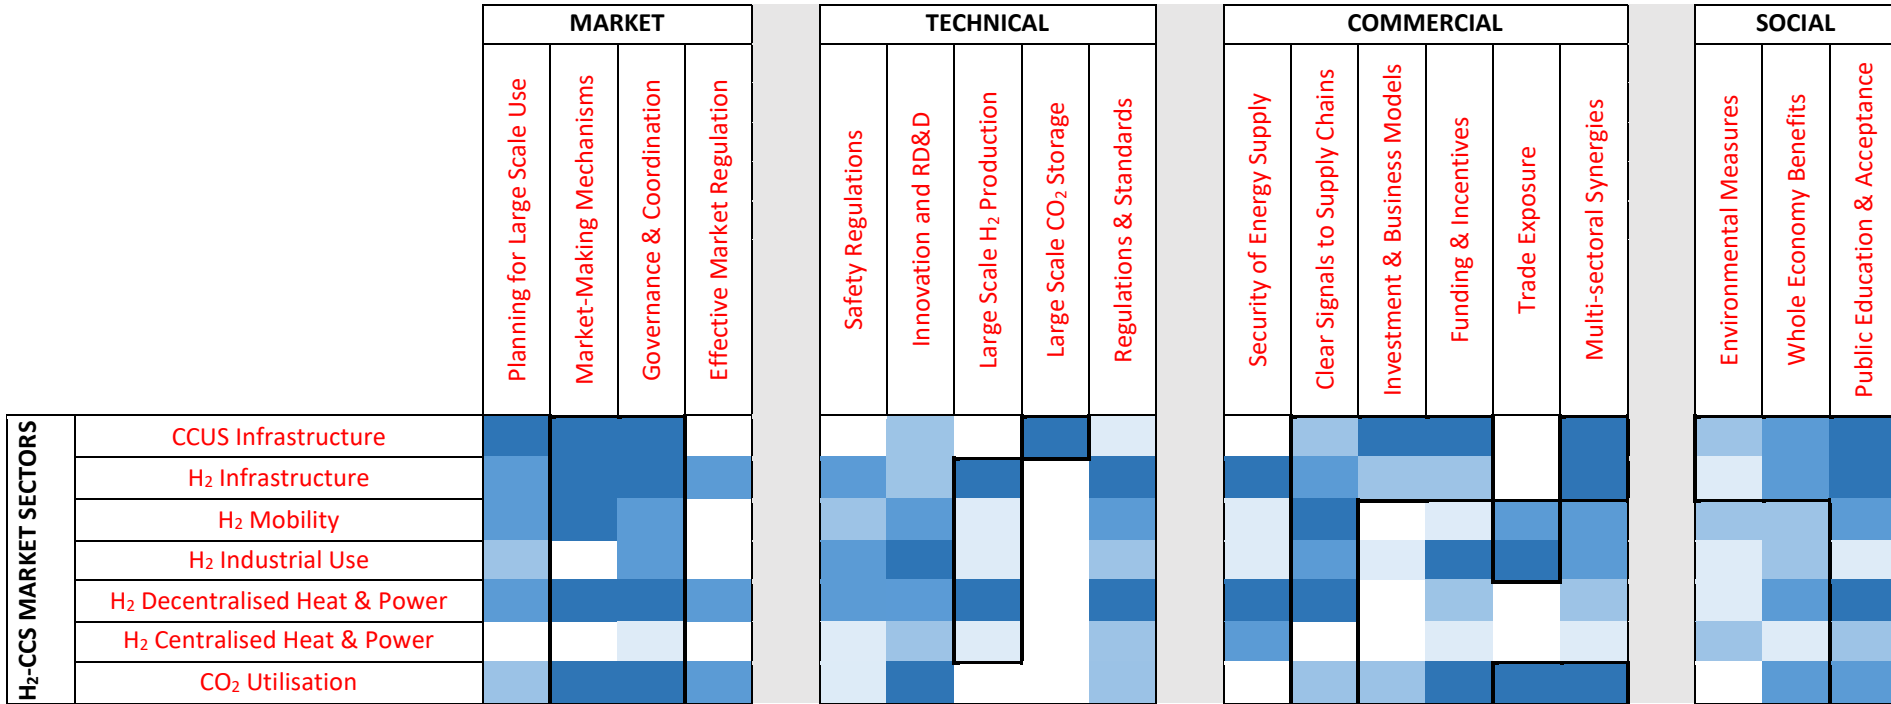 MARKET
TECHNICAL
COMMERCIAL
SOCIAL
Planning for Large Scale Use
Market-Making Mechanisms
Governance & Coordination
Effective Market Regulation
Safety Regulations
Innovation and RD&D
Large Scale H₂ Production
Large Scale CO₂ Storage
Regulations & Standards
Security of Energy Supply
Clear Signals to Supply Chains
Investment & Business Models
Funding & Incentives
Trade Exposure
Multi-sectoral Synergies
Environmental Measures
Whole Economy Benefits
Public Education & Acceptance
H₂-CCS MARKET SECTORS
CCUS Infrastructure
H₂ Infrastructure
H₂ Mobility
H₂ Industrial Use
H₂ Decentralised Heat & Power
H₂ Centralised Heat & Power
CO₂ Utilisation